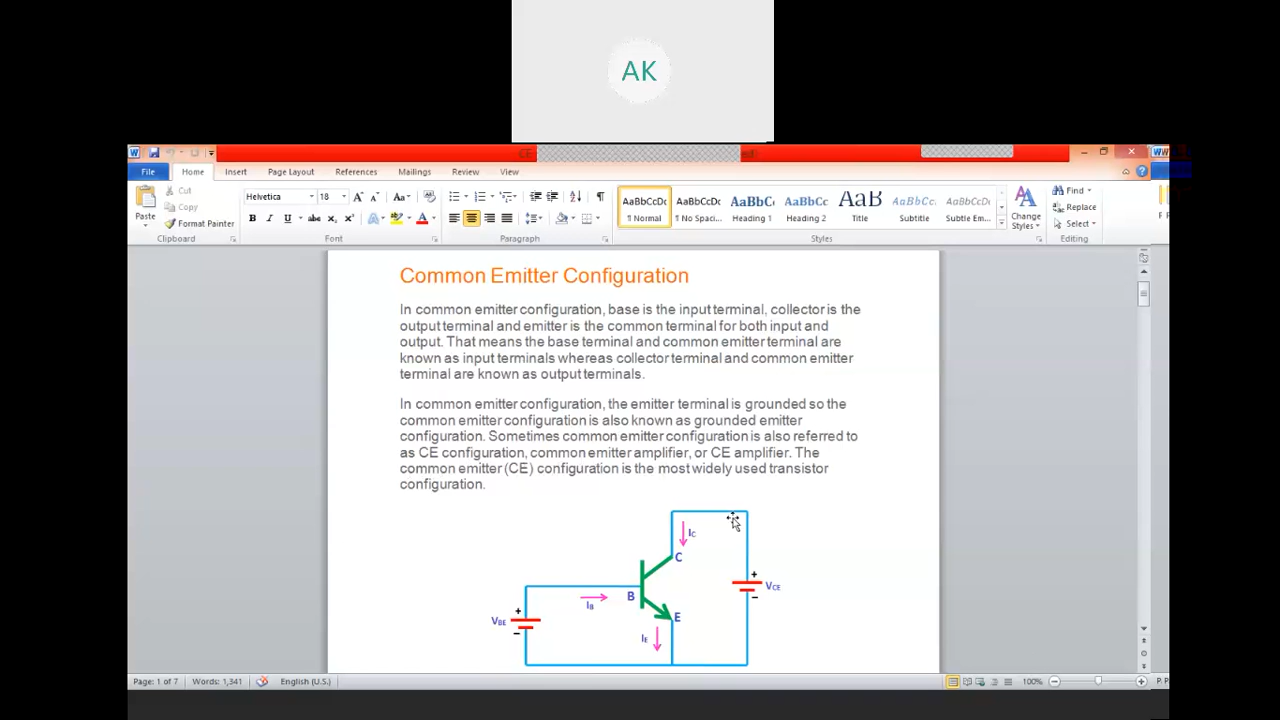 AK
CE
File Home Insert Page Layout References Mailings Review View
Cut
Copy
Paste
Format Painter
Clipboard
Helvetica 18
Font
Paragraph
AaBbCcDc AaBbCcDc AaBbC AaBbCc AaB AaBbCc. AaBbCcDc
¶ Normal ¶ No Spaci... Heading 1 Heading 2 Title Subtitle Subtle Em...
Styles
Change
Styles
Find
Replace
Select
Editing
Common Emitter Configuration
In common emitter configuration, base is the input terminal, collector is the
output terminal and emitter is the common terminal for both input and
output. That means the base terminal and common emitter terminal are
known as input terminals whereas collector terminal and common emitter
terminal are known as output terminals.
In common emitter configuration, the emitter terminal is grounded so the
common emitter configuration is also known as grounded emitter
configuration. Sometimes common emitter configuration is also referred to
as CE configuration, common emitter amplifier, or CE amplifier. The
common emitter (CE) configuration is the most widely used transistor
configuration.
IC
C
+
VCE
−
B
IB
+
VBE
−
E
IE
Page: 1 of 7 Words: 1,341 English (U.S.) 100%